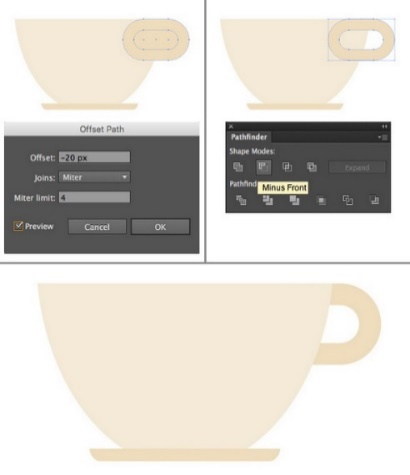 Offset Path
Offset: -20 px
Joins: Miter
Miter limit: 4
Preview
Cancel
OK
Pathfinder
Shape Modes:
Expand
Minus Front